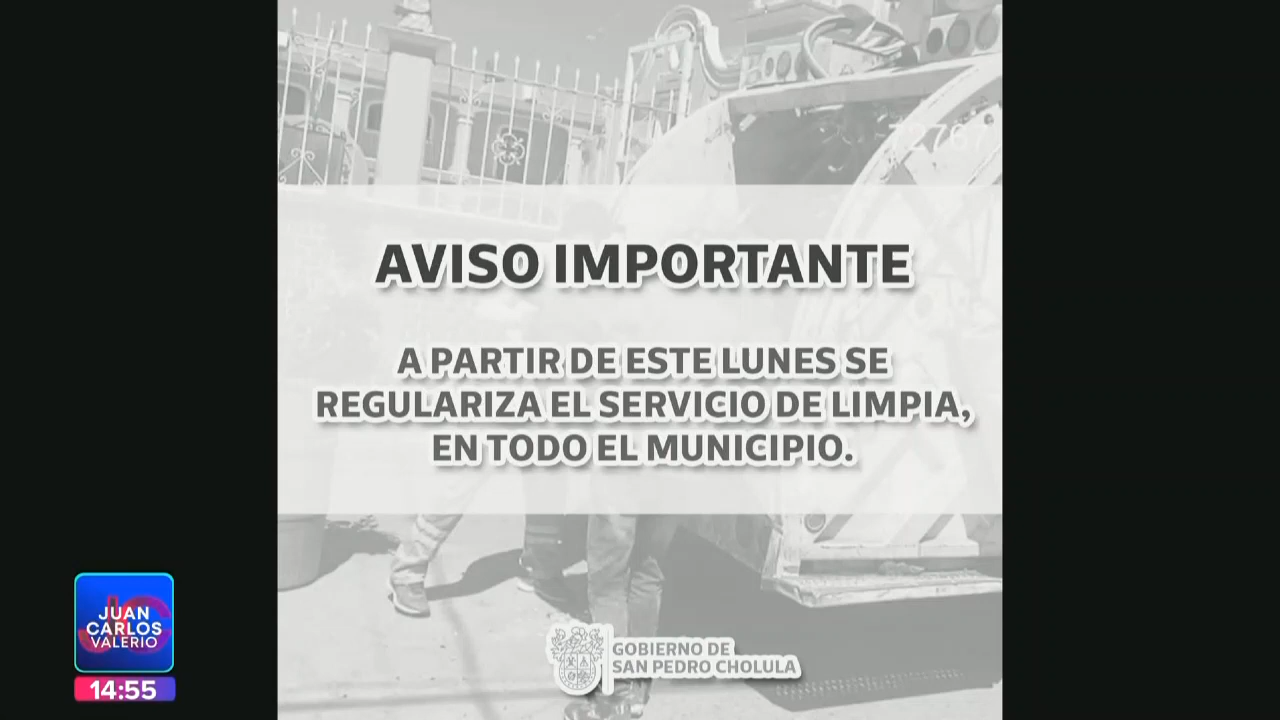 72767
AVISO IMPORTANTE
A PARTIR DE ESTE LUNES SE
REGULARIZA EL SERVICIO DE LIMPIA,
EN TODO EL MUNICIPIO.
GOBIERNO DE
SAN PEDRO CHOLULA
JUAN
CARLOS
VALERIO
14:55